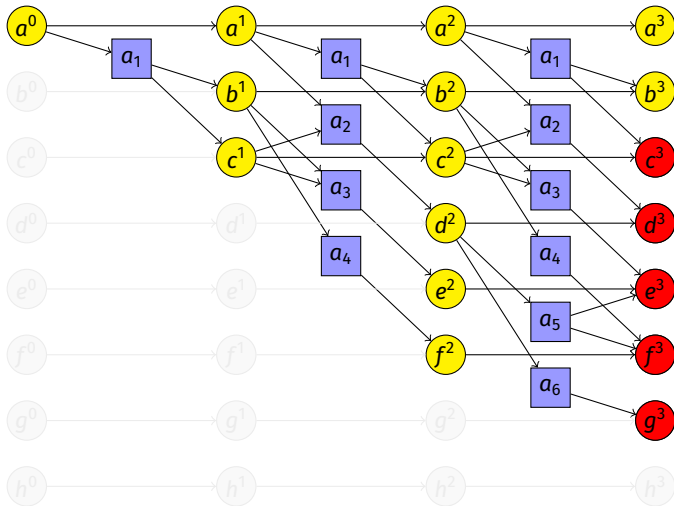 a⁰ a¹ a² a³
a₁ a₁ a₁
b⁰ b¹ b² b³
a₂ a₂
c⁰ c¹ c² c³
a₃ a₃
d⁰ d¹ d² d³
a₄ a₄
e⁰ e¹ e² e³
a₅
f⁰ f¹ f² f³
a₆
g⁰ g¹ g² g³
h⁰ h¹ h² h³